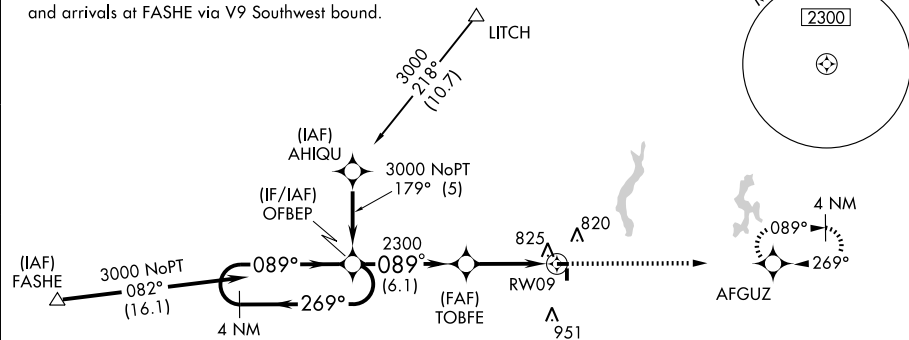 and arrivals at FASHE via V9 Southwest bound.
2300
LITCH
3000
218°
(10.7)
(IAF)
AHIQU
3000 NoPT
179° (5)
(IF/IAF)
OFBEP
(IAF)
FASHE
3000 NoPT
082°
(16.1)
089°
269°
4 NM
2300
089°
(6.1)
(FAF)
TOBFE
825
820
RW09
951
4 NM
089°
269°
AFGUZ